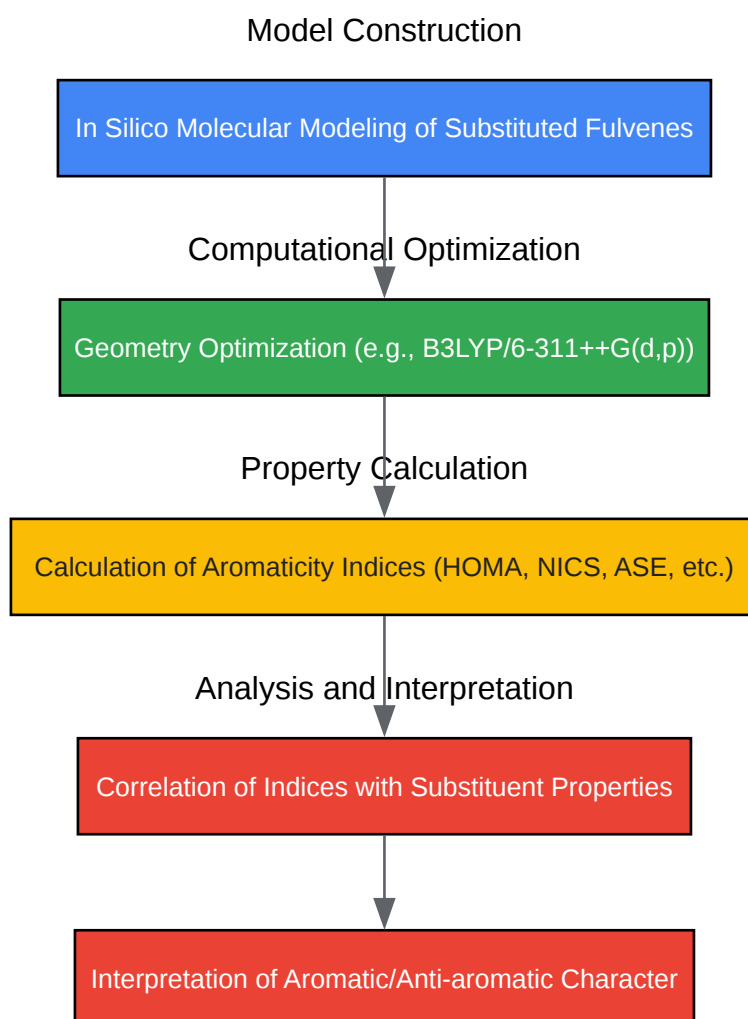 Model Construction
In Silico Molecular Modeling of Substituted Fulvenes
Computational Optimization
Geometry Optimization (e.g., B3LYP/6-311++G(d,p))
Property Calculation
Calculation of Aromaticity Indices (HOMA, NICS, ASE, etc.)
Analysis and Interpretation
Correlation of Indices with Substituent Properties
Interpretation of Aromatic/Anti-aromatic Character